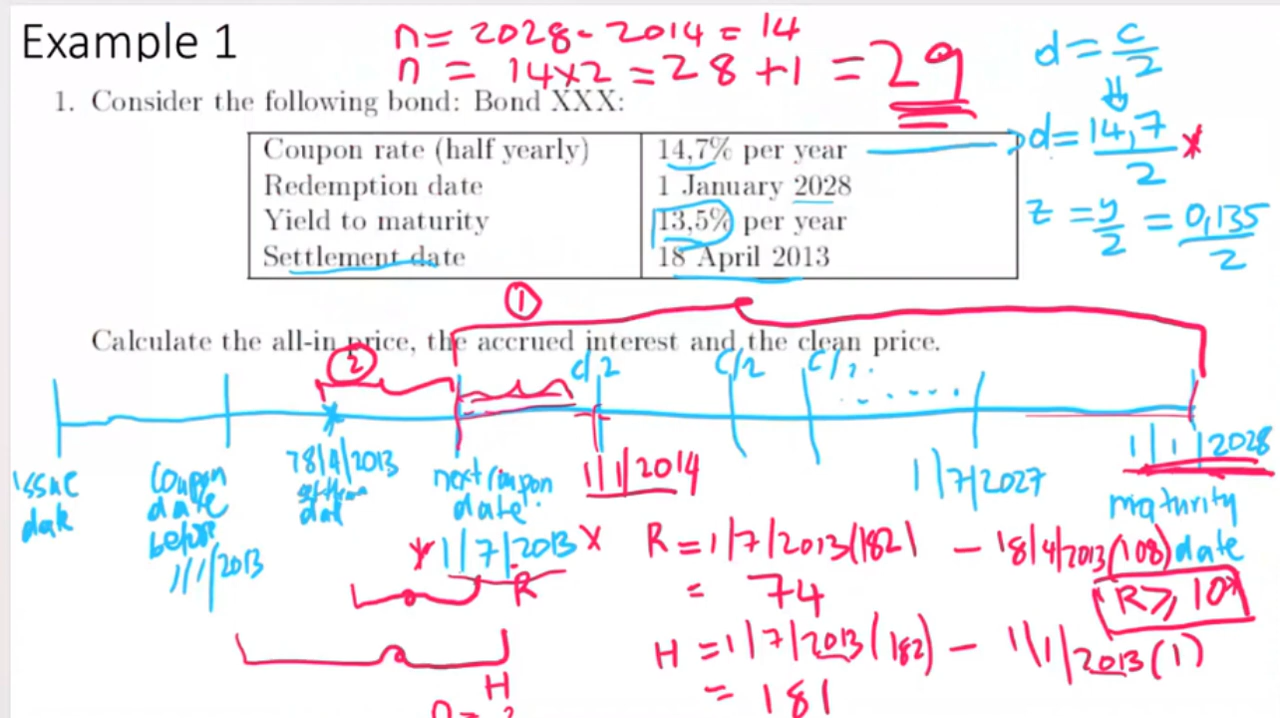 Example 1
n = 2028 - 2014 = 14
n = 14x2 = 28 + 1 = 29
d = c/2
1. Consider the following bond: Bond XXX:
Coupon rate (half yearly) 14,7% per year
d = 14,7/2 *
Redemption date 1 January 2028
Yield to maturity 13,5% per year
z = y/2 = 0,135/2
Settlement date 18 April 2013
1
Calculate the all-in price, the accrued interest and the clean price.
2
c/2 c/2 c/2.
issue date
coupon date before 1/1/2013
18/4/2013
next coupon date.
* 1/7/2013 x
1/1/2014
1/7/2027
1/1/2028
maturity date
R
R = 1/7/2013(182) - 18/4/2013(108)
= 74
R ≥ 10*
H
H = 1/7/2013(182) - 1/1/2013(1)
= 181